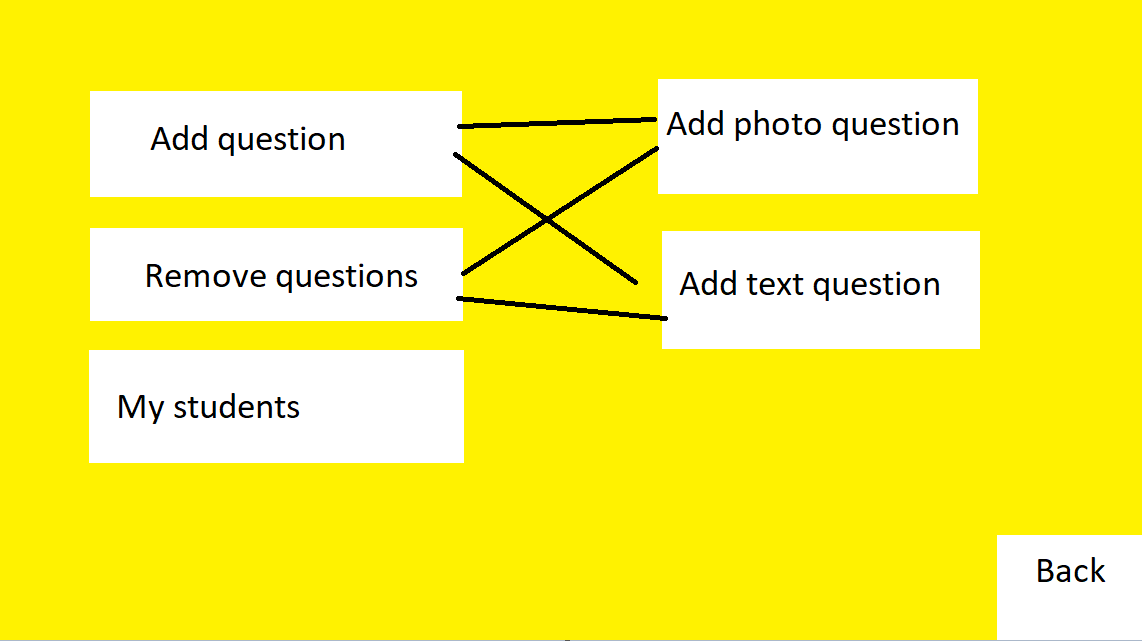 Add question
Add photo question
Remove questions
Add text question
My students
Back